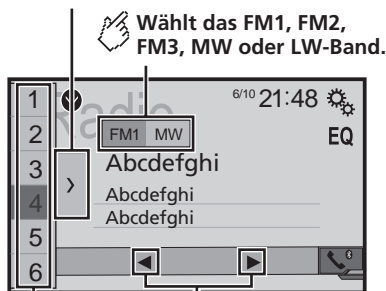 Wählt das FM1, FM2,
FM3, MW oder LW-Band.
Radio
6/10 21:48
1
2
3
4
5
6
FM1 MW
EQ
Abcdefghi
Abcdefghi
Abcdefghi